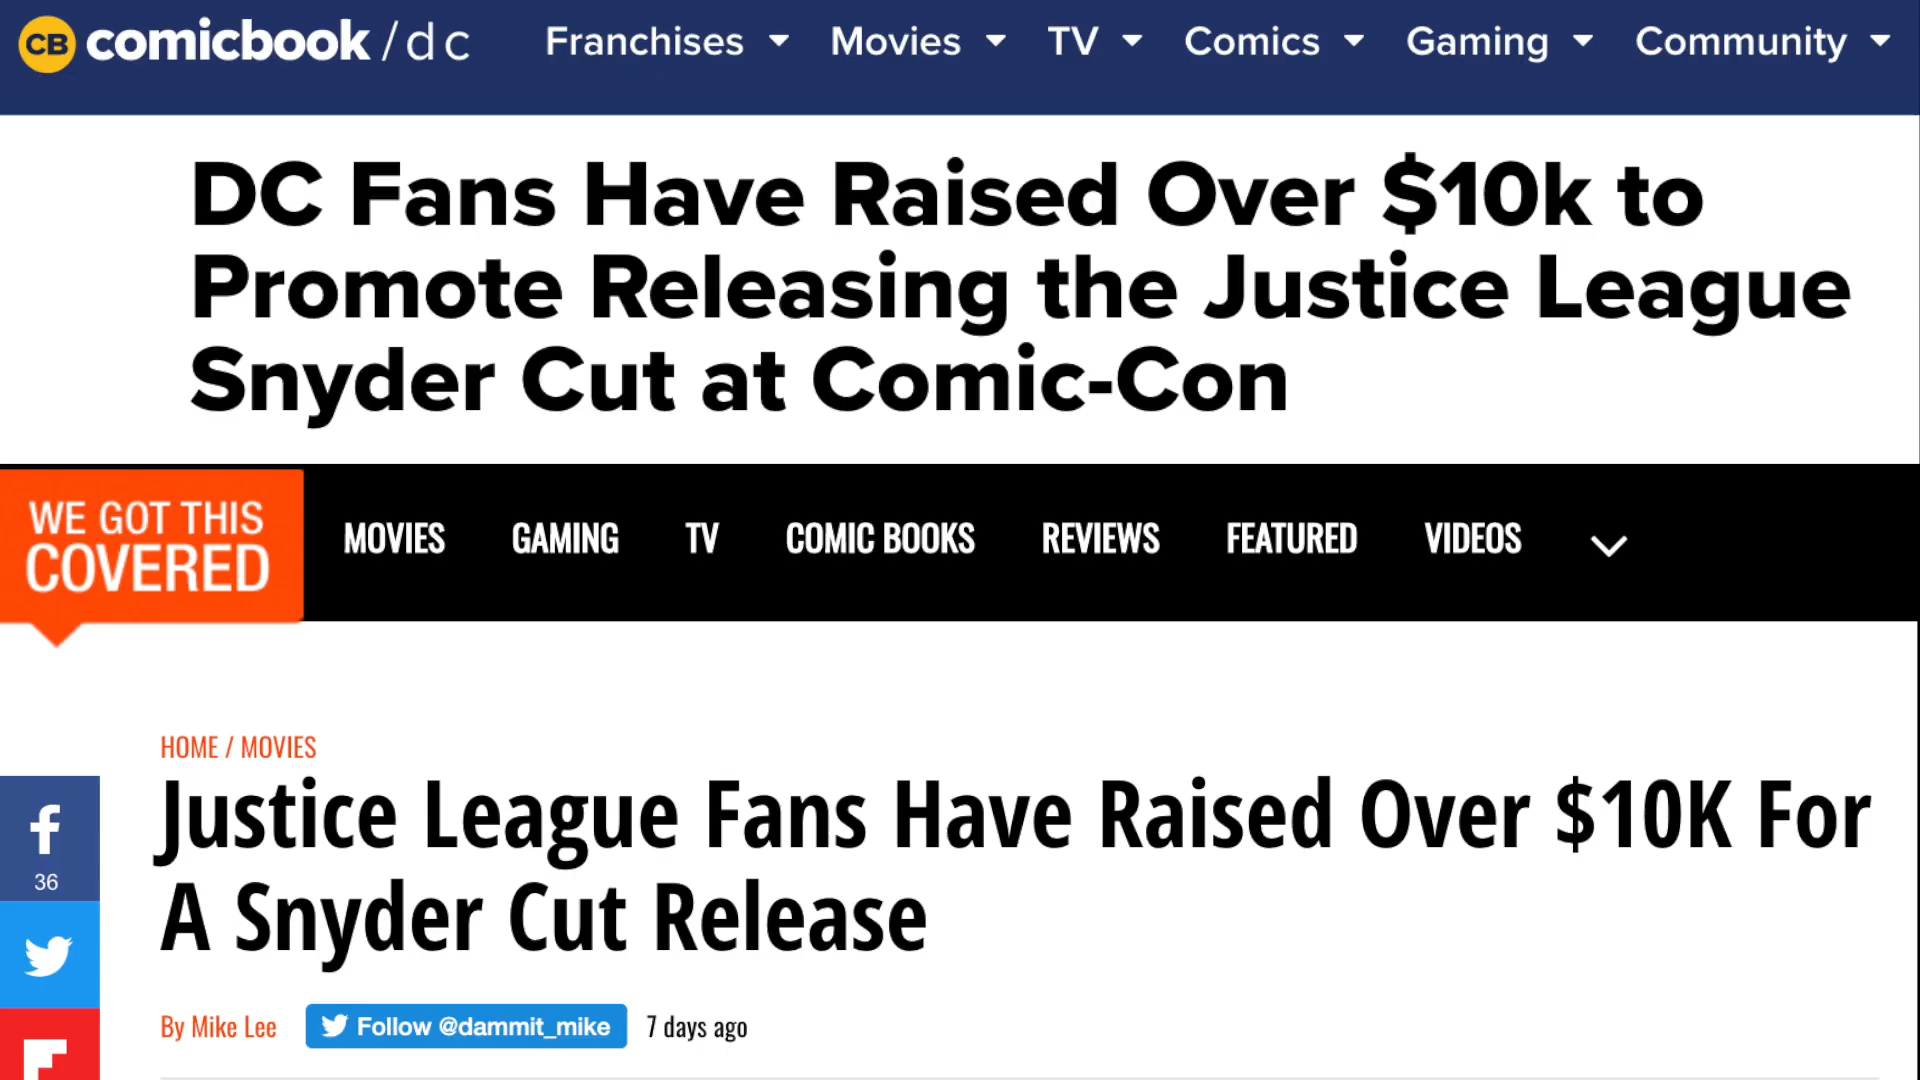 CB comicbook/dc Franchises Movies TV Comics Gaming Community
DC Fans Have Raised Over $10k to
Promote Releasing the Justice League
Snyder Cut at Comic-Con
WE GOT THIS
COVERED
MOVIES GAMING TV COMIC BOOKS REVIEWS FEATURED VIDEOS
HOME / MOVIES
Justice League Fans Have Raised Over $10K For
A Snyder Cut Release
36
By Mike Lee Follow @dammit_mike 7 days ago